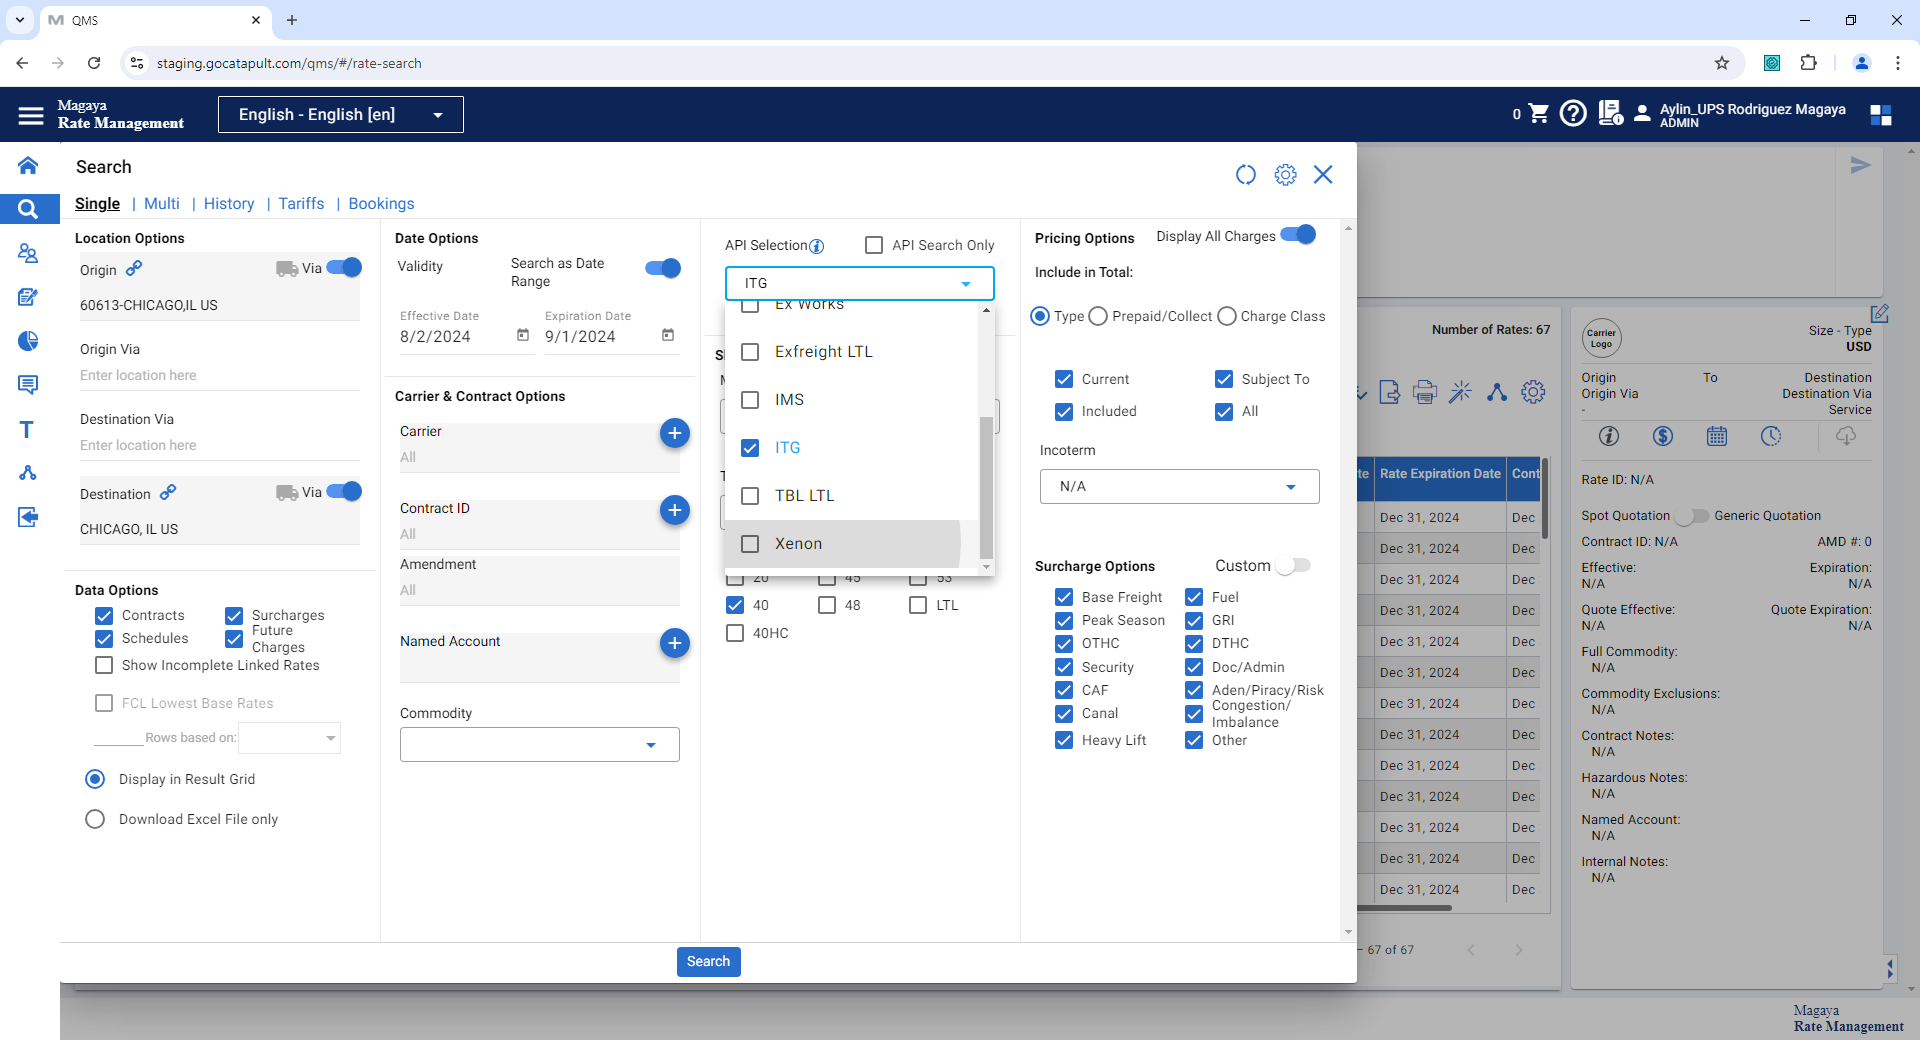 QMS
staging.gocatapult.com/qms/#/rate-search
Magaya
Rate Management
English - English [en]
0
Aylin_UPS Rodriguez Magaya
ADMIN
Search
Single | Multi | History | Tariffs | Bookings
Location Options
Origin
Via
60613-CHICAGO,IL US
Origin Via
Enter location here
Destination Via
Enter location here
Destination
Via
CHICAGO, IL US
Data Options
Contracts
Surcharges
Schedules
Future Charges
Show Incomplete Linked Rates
FCL Lowest Base Rates
Rows based on:
Display in Result Grid
Download Excel File only
Date Options
Validity
Search as Date
Range
Effective Date
8/2/2024
Expiration Date
9/1/2024
Carrier & Contract Options
Carrier
All
Contract ID
All
Amendment
All
Named Account
Commodity
API Selection
API Search Only
ITG
Ex Works
Exfreight LTL
IMS
ITG
TBL LTL
Xenon
20
45
53
40
48
LTL
40HC
Pricing Options
Display All Charges
Include in Total:
Type
Prepaid/Collect
Charge Class
Current
Subject To
Included
All
Incoterm
N/A
Surcharge Options
Custom
Base Freight
Fuel
Peak Season
GRI
OTHC
DTHC
Security
Doc/Admin
CAF
Aden/Piracy/Risk
Canal
Congestion/
Imbalance
Heavy Lift
Other
Search
Number of Rates: 67
te
Rate Expiration Date
Cont
Dec 31, 2024
Dec
Dec 31, 2024
Dec
Dec 31, 2024
Dec
Dec 31, 2024
Dec
Dec 31, 2024
Dec
Dec 31, 2024
Dec
Dec 31, 2024
Dec
Dec 31, 2024
Dec
Dec 31, 2024
Dec
Dec 31, 2024
Dec
Dec 31, 2024
Dec
Dec 31, 2024
Dec
Dec 31, 2024
Dec
– 67 of 67
Carrier
Logo
Size - Type
USD
Origin
To
Destination
Origin Via
Destination Via
-
Service
Rate ID: N/A
Spot Quotation
Generic Quotation
Contract ID: N/A
AMD #: 0
Effective:
Expiration:
N/A
N/A
Quote Effective:
Quote Expiration:
N/A
N/A
Full Commodity:
N/A
Commodity Exclusions:
N/A
Contract Notes:
N/A
Hazardous Notes:
N/A
Named Account:
N/A
Internal Notes:
N/A
Magaya
Rate Management